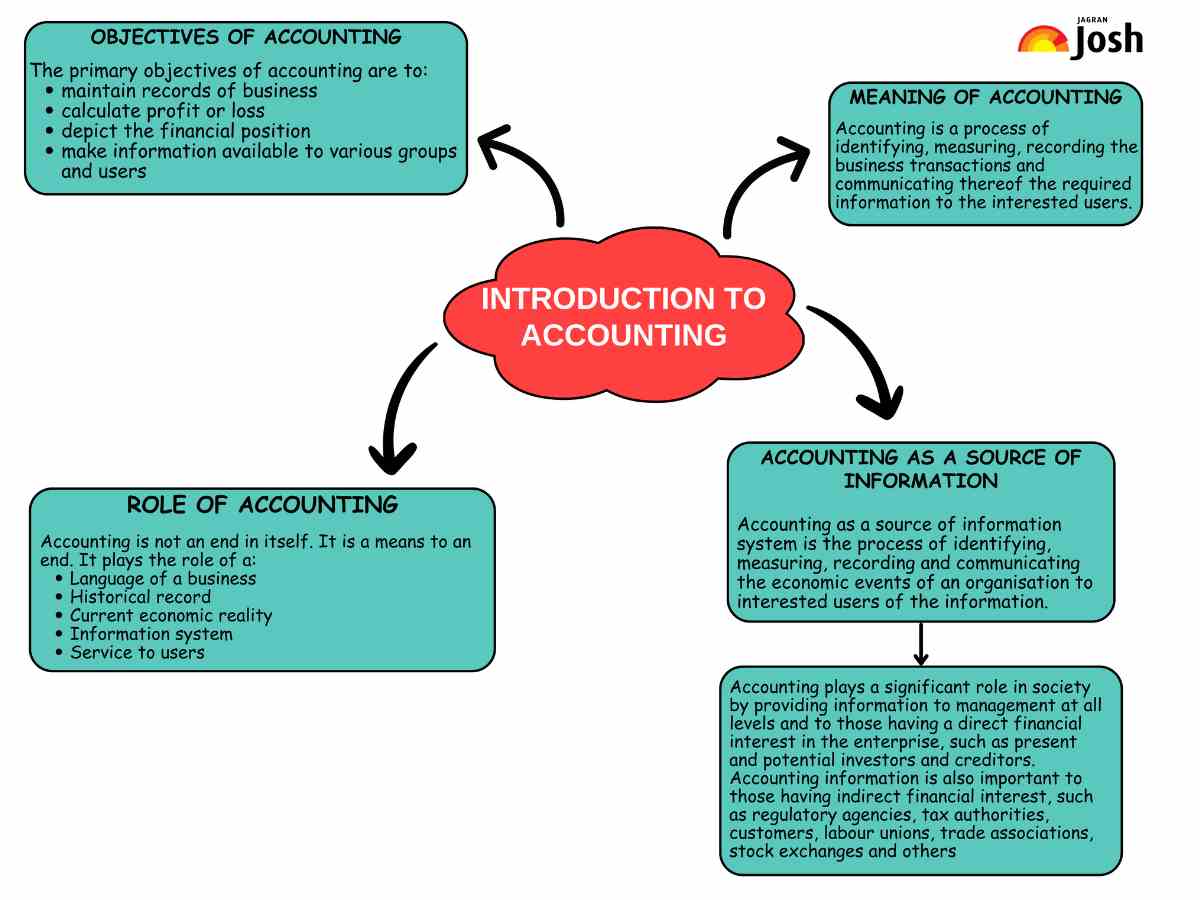 OBJECTIVES OF ACCOUNTING
The primary objectives of accounting are to:
• maintain records of business
• calculate profit or loss
• depict the financial position
• make information available to various groups
and users
JAGRAN
Josh
MEANING OF ACCOUNTING
Accounting is a process of
identifying, measuring, recording the
business transactions and
communicating thereof the required
information to the interested users.
INTRODUCTION TO
ACCOUNTING
ROLE OF ACCOUNTING
Accounting is not an end in itself. It is a means to an
end. It plays the role of a:
• Language of a business
• Historical record
• Current economic reality
• Information system
• Service to users
ACCOUNTING AS A SOURCE OF
INFORMATION
Accounting as a source of information
system is the process of identifying,
measuring, recording and communicating
the economic events of an organisation to
interested users of the information.
Accounting plays a significant role in society
by providing information to management at all
levels and to those having a direct financial
interest in the enterprise, such as present
and potential investors and creditors.
Accounting information is also important to
those having indirect financial interest, such
as regulatory agencies, tax authorities,
customers, labour unions, trade associations,
stock exchanges and others